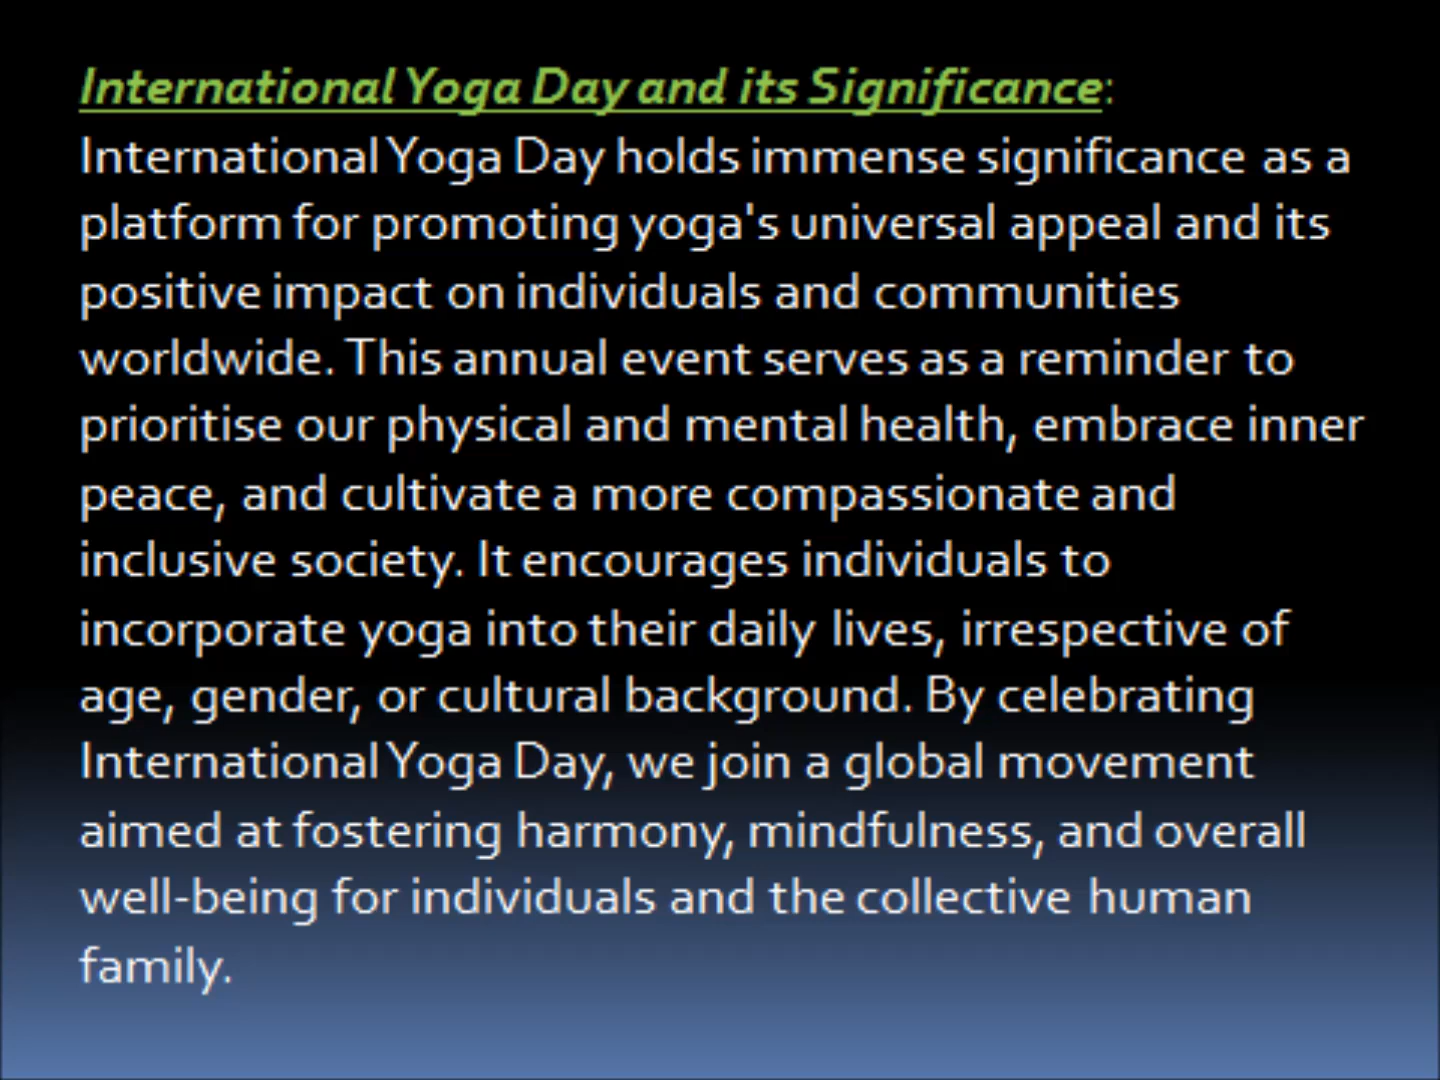 International Yoga Day and its Significance:
International Yoga Day holds immense significance as a
platform for promoting yoga's universal appeal and its
positive impact on individuals and communities
worldwide. This annual event serves as a reminder to
prioritise our physical and mental health, embrace inner
peace, and cultivate a more compassionate and
inclusive society. It encourages individuals to
incorporate yoga into their daily lives, irrespective of
age, gender, or cultural background. By celebrating
International Yoga Day, we join a global movement
aimed at fostering harmony, mindfulness, and overall
well-being for individuals and the collective human
family.